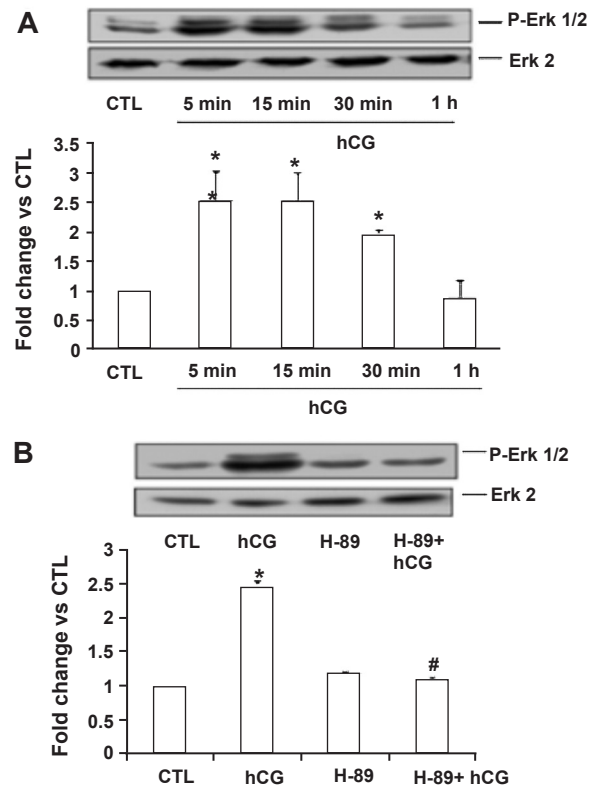 A
P-Erk 1/2
Erk 2
CTL 5 min 15 min 30 min 1 h
hCG
Fold change vs CTL
3.5
3
2.5
2
1.5
1
0.5
0
*
*
*
*
CTL 5 min 15 min 30 min 1 h
hCG
B
P-Erk 1/2
Erk 2
CTL hCG H-89 H-89+
hCG
Fold change vs CTL
3
2.5
2
1.5
1
0.5
0
*
#
CTL hCG H-89 H-89+ hCG